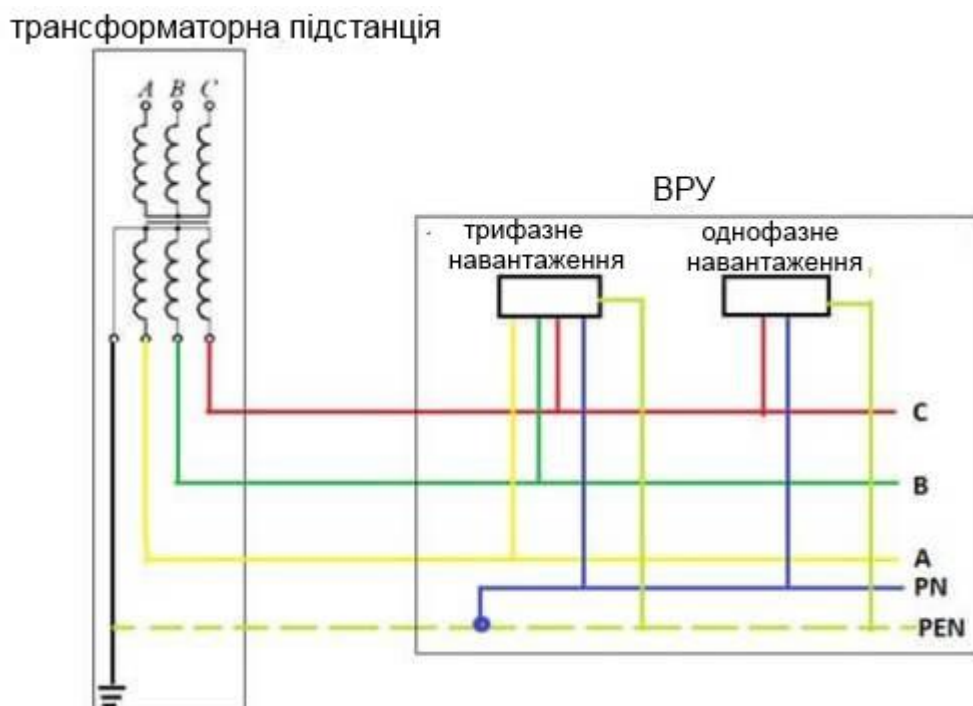 трансформаторна підстанція
A B C
ВРУ
трифазне
навантаження
однофазне
навантаження
C
B
A
PN
PEN